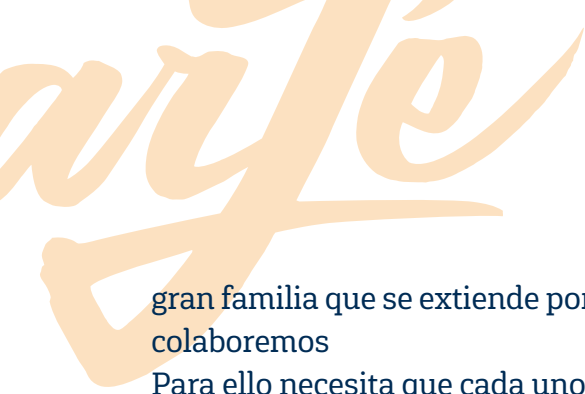 gran familia que se extiende por
colaboremos
Para ello necesita que cada uno